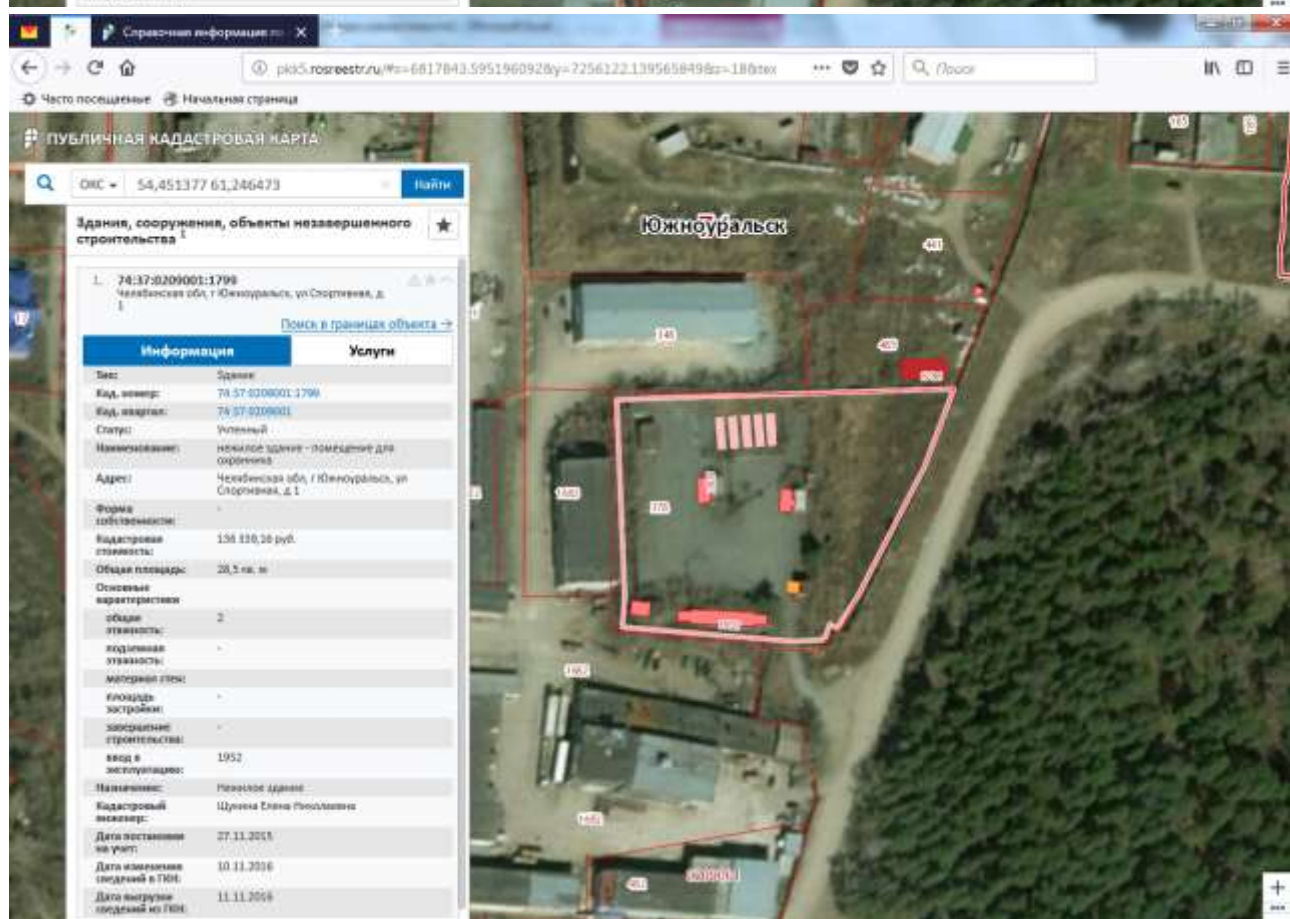 Справочная информация по
pkk5.rosreestr.ru/#x=6817843.595196092&y=7256122.139565849&z=18&tex
Поиск
Часто посещаемые Начальная страница
ПУБЛИЧНАЯ КАДАСТРОВАЯ КАРТА
ОКС 54,451377 61,246473 Найти
Здания, сооружения, объекты незавершенного
строительства 1
1. 74:37:0209001:1799
Челябинская обл, г Южноуральск, ул Спортивная, д
1
Поиск в границах объекта →
Информация Услуги
Тип: Здание
Кад. номер: 74:37:0209001:1799
Кад. квартал: 74:37:0209001
Статус: Учтенный
Наименование: нежилое здание - помещение для
охранника
Адрес: Челябинская обл, г Южноуральск, ул
Спортивная, д 1
Форма
собственности: -
Кадастровая
стоимость: руб.
Общая площадь: 28,5 кв. м
Основные
характеристики
общая
этажность: 2
подземная
этажность: -
материал стен:
площадь
застройки: -
завершение
строительства: -
ввод в
эксплуатацию: 1952
Назначение: Нежилое здание
Кадастровый
инженер: Елена Николаевна
Дата постановки
на учет: 27.11.2015
Дата изменения
сведений в ГКН: 10.11.2016
Дата выгрузки
сведений из ГКН: 11.11.2016
Южноуральск